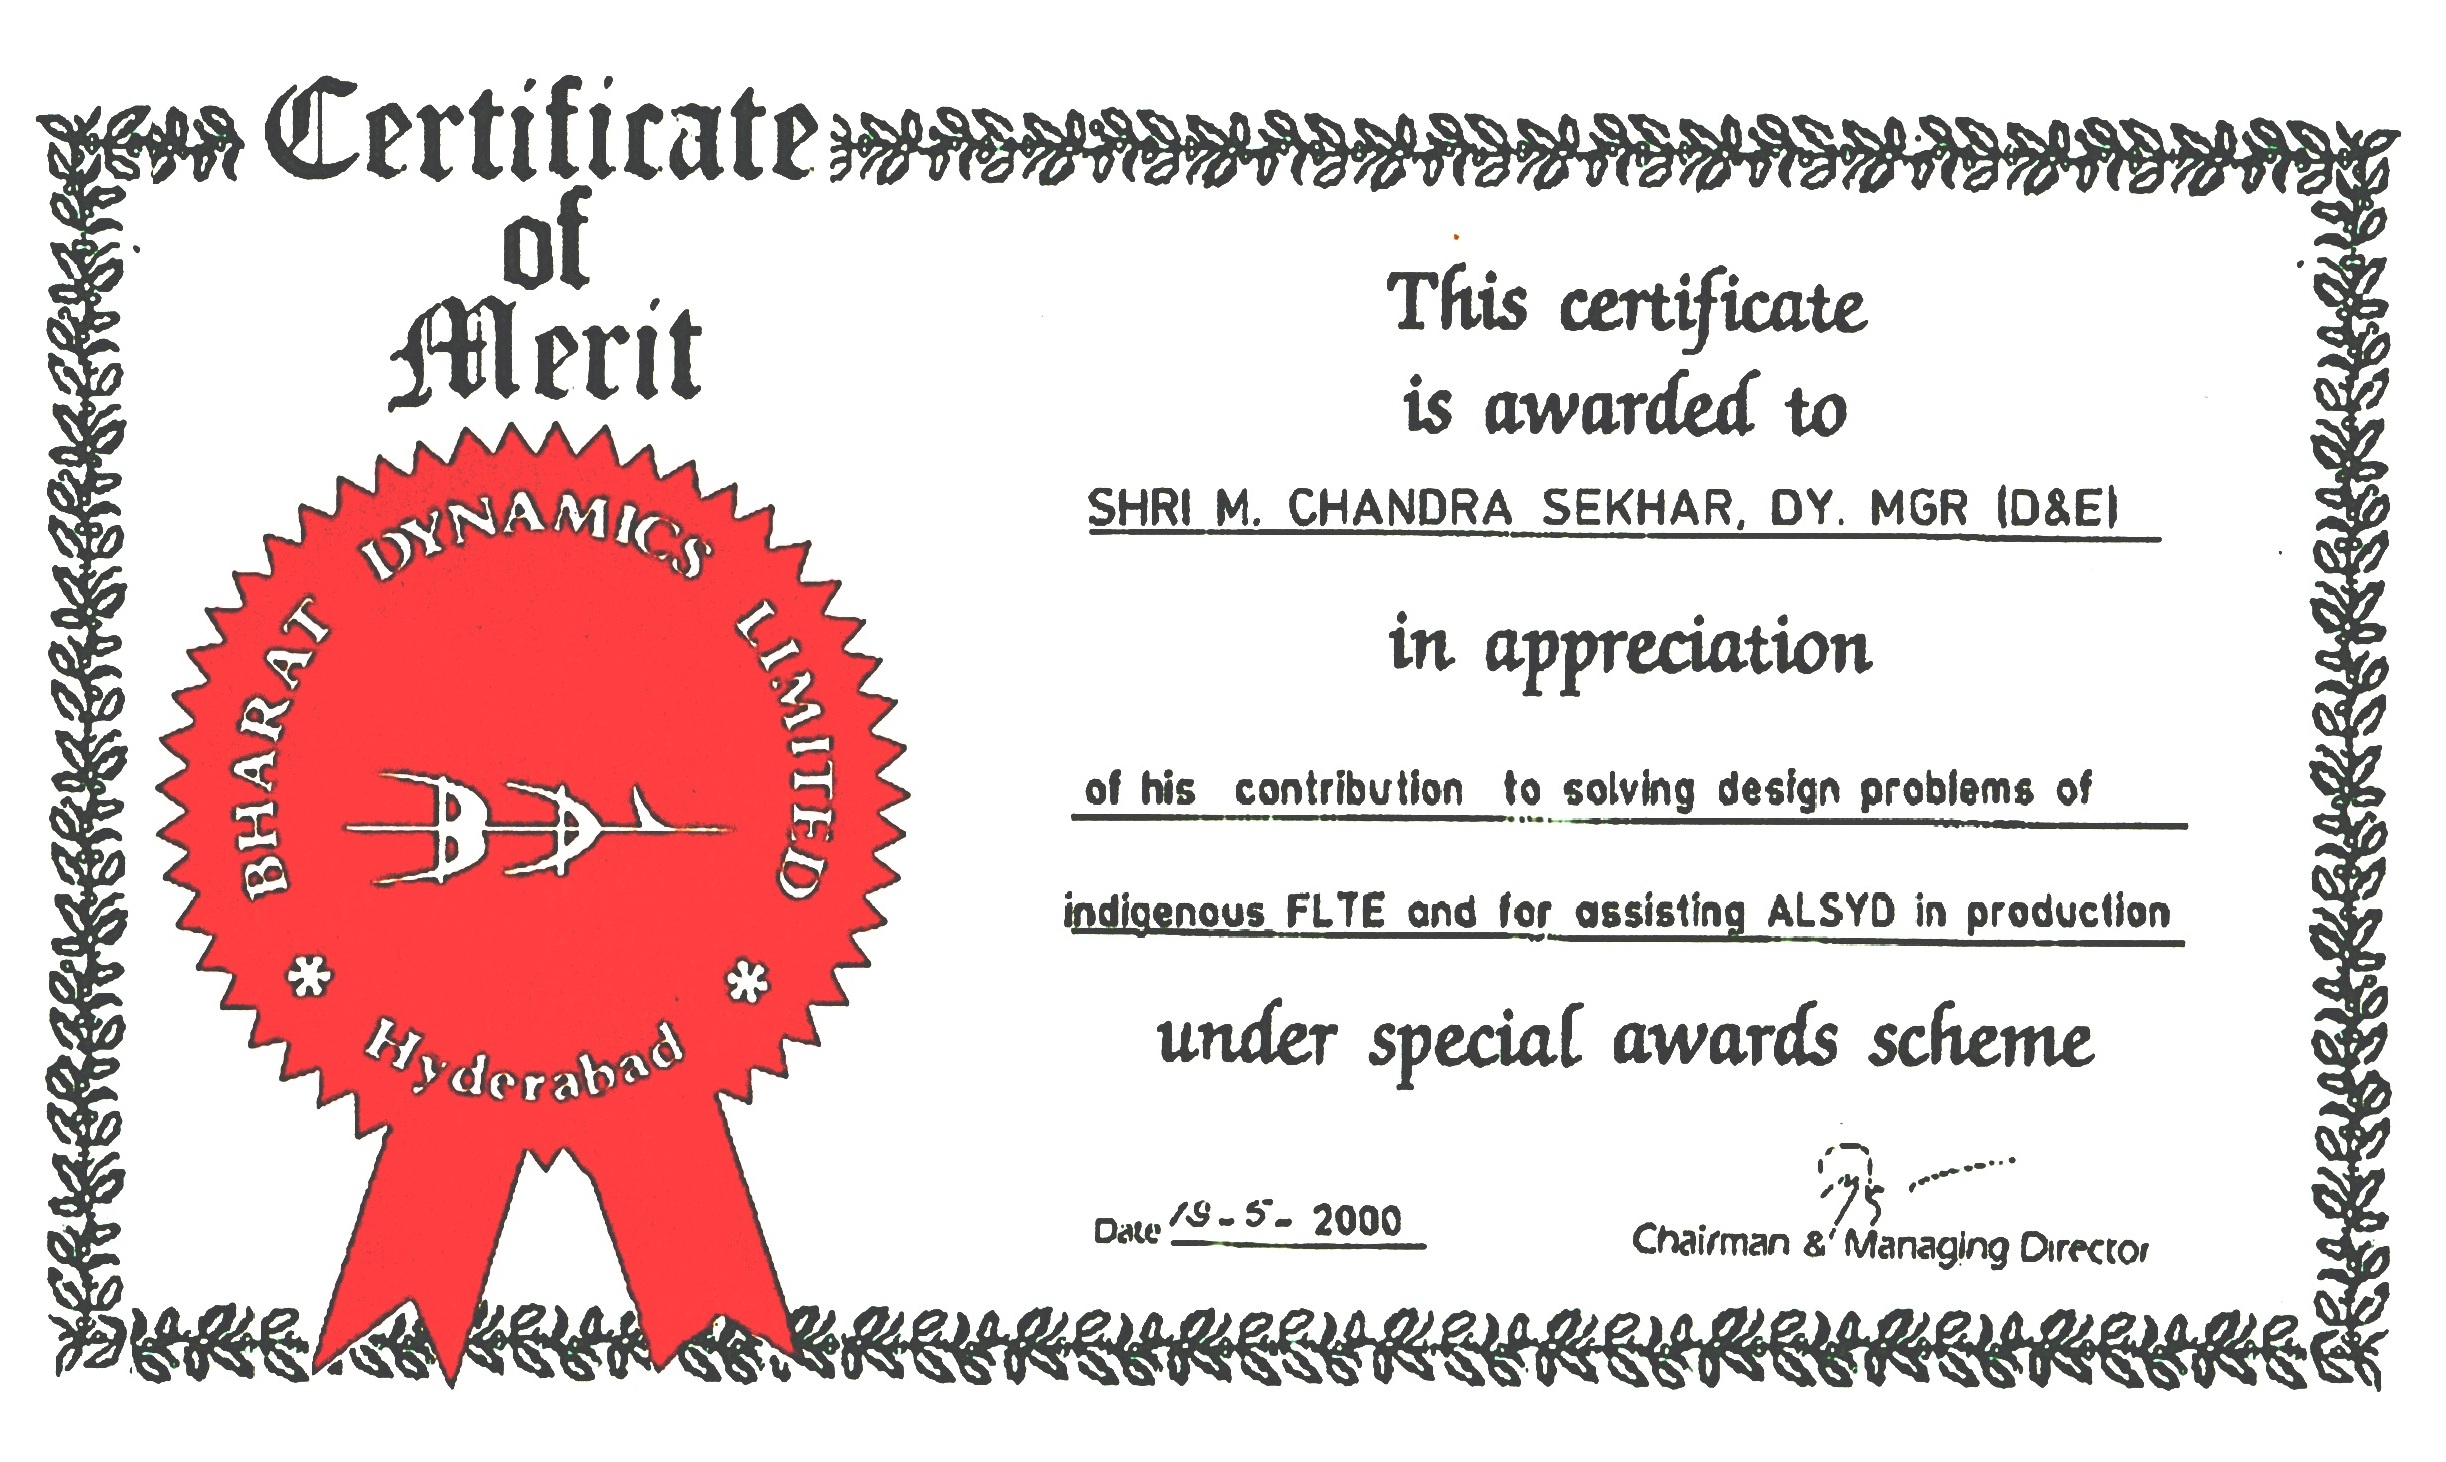 Certificate
of
Merit
BHARAT DYNAMICS LIMITED
BDL
* Hyderabad *
This certificate
is awarded to
SHRI M. CHANDRA SEKHAR, DY. MGR (D&E)
in appreciation
of his contribution to solving design problems of
indigenous FLTE and for assisting ALSYD in production
under special awards scheme
Date 18-5-2000
Chairman & Managing Director